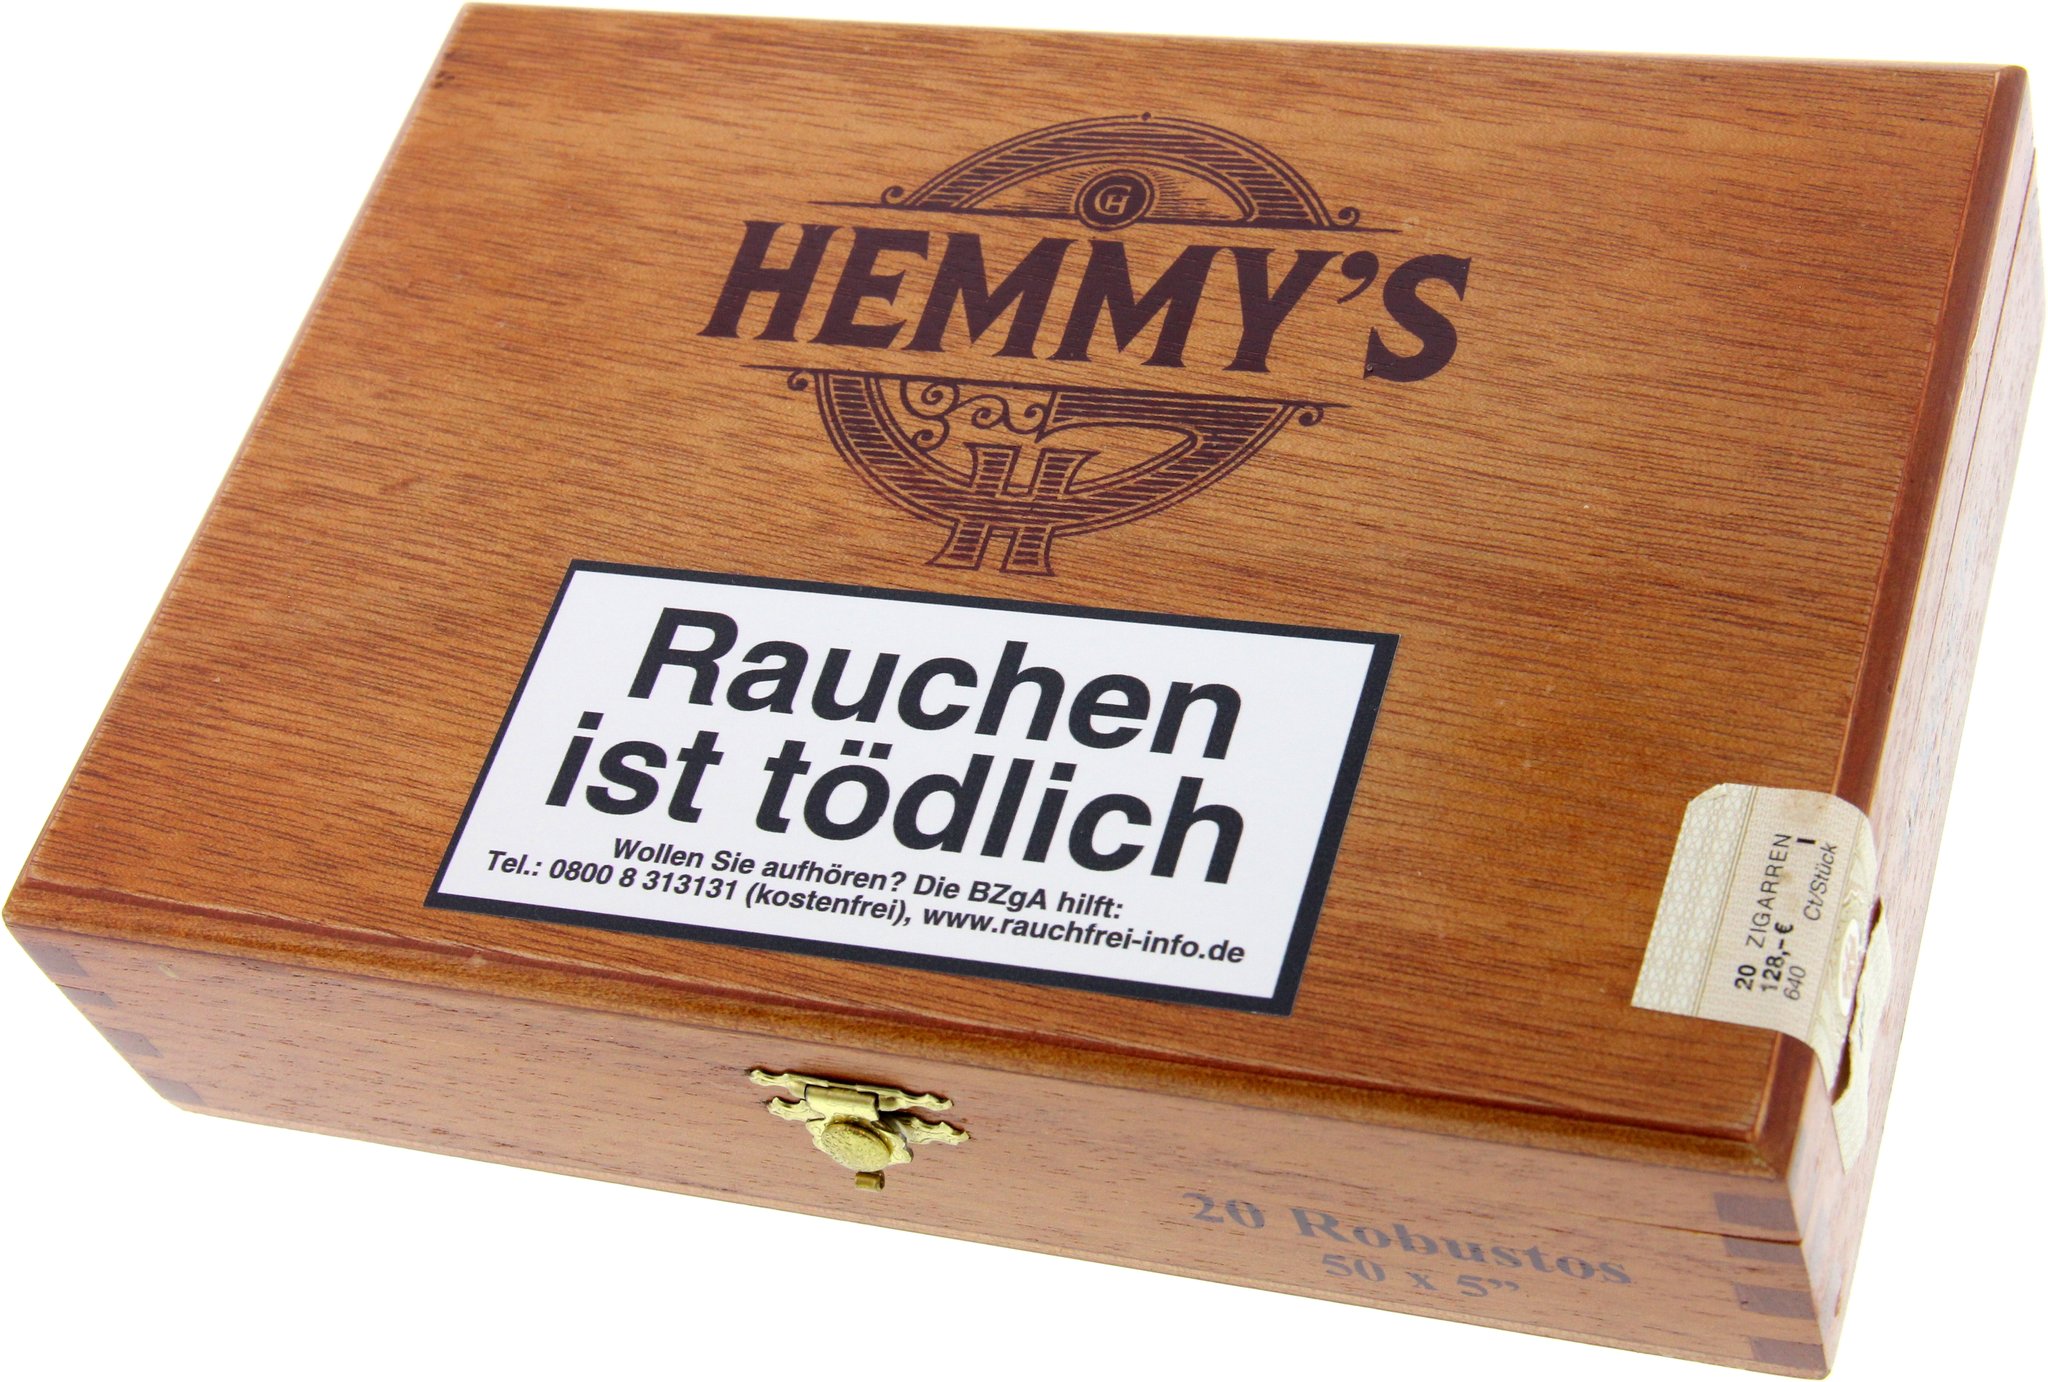 HEMMY'S
Rauchen
ist tödlich
Wollen Sie aufhören? Die BZgA hilft:
Tel.: 0800 8 313131 (kostenfrei), www.rauchfrei-info.de
20 ZIGARREN I
128,-€
640 Ct/Stück
20 Robustos
50 x 5”